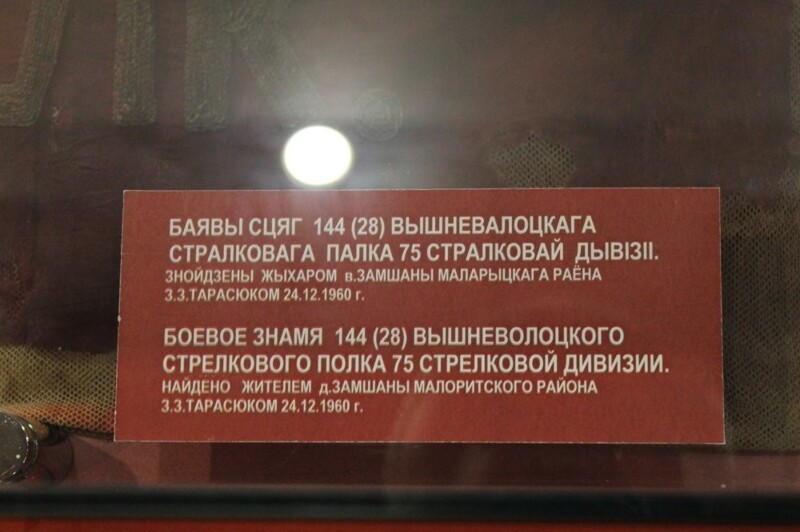 БАЯВЫ СЦЯГ 144 (28) ВЫШНЕВАЛОЦКАГА
СТРАЛКОВАГА ПАЛКА 75 СТРАЛКОВАЙ ДЫВІЗІІ.
ЗНОЙДЗЕНЫ ЖЫХАРОМ в.ЗАМШАНЫ МАЛАРЫЦКАГА РАЁНА
З.З.ТАРАСЮКОМ 24.12.1960 г.
БОЕВОЕ ЗНАМЯ 144 (28) ВЫШНЕВОЛОЦКОГО
СТРЕЛКОВОГО ПОЛКА 75 СТРЕЛКОВОЙ ДИВИЗИИ.
НАЙДЕНО ЖИТЕЛЕМ д.ЗАМШАНЫ МАЛОРИТСКОГО РАЙОНА
З.З.ТАРАСЮКОМ 24.12.1960 г.